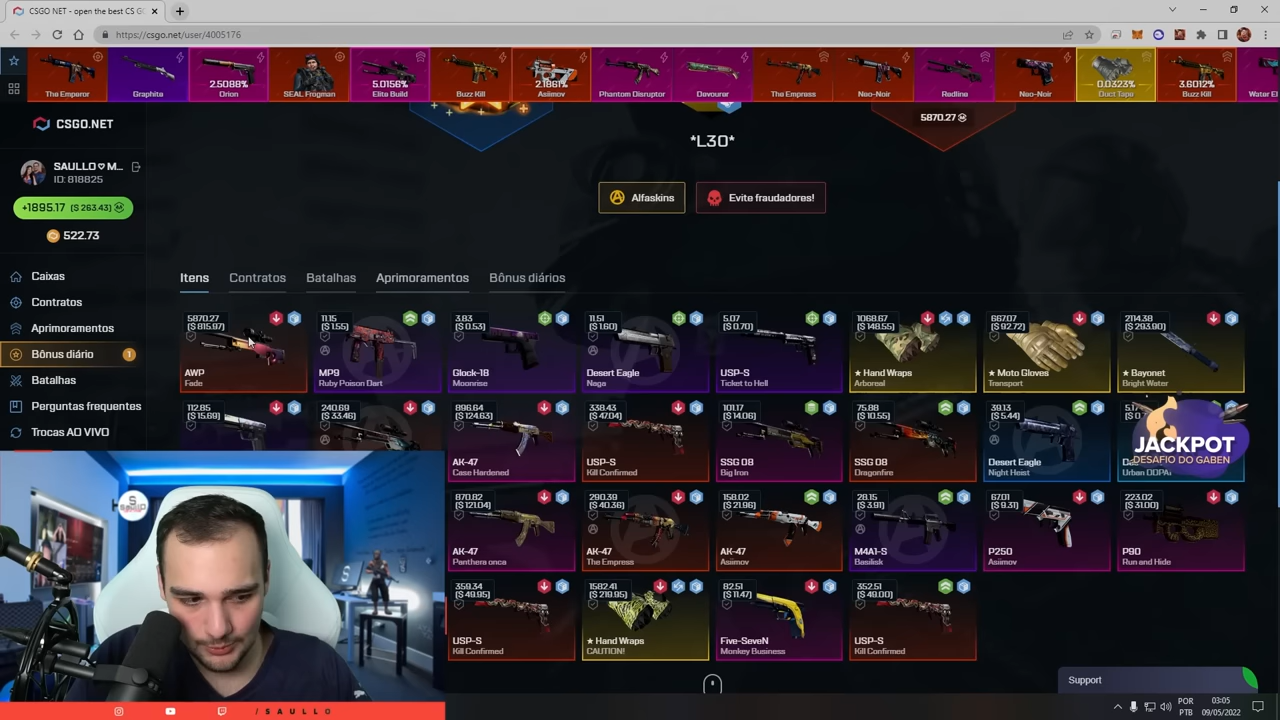 CSGO NET - open the best CS GO
https://csgo.net/user/4005176
The Emperor
Graphite
2.5088%
Orion
SEAL Frogman
5.0156%
Elite Build
Buzz Kill
2.1861%
Asiimov
Phantom Disruptor
Devourer
The Empress
Neo-Noir
Redline
Neo-Noir
0.0323%
Duct Tape
3.6012%
Buzz Kill
Water El
CSGO.NET
SAULLO ♡ M...
ID: 818825
+1895.17 ($ 263.43)
522.73
Caixas
Contratos
Aprimoramentos
Bônus diário
1
Batalhas
Perguntas frequentes
Trocas AO VIVO
5870.27
*L30*
Alfaskins
Evite fraudadores!
Itens
Contratos
Batalhas
Aprimoramentos
Bônus diários
5870.27
($ 815.97)
AWP
Fade
11.15
($ 1.55)
MP9
Ruby Poison Dart
3.83
($ 0.53)
Glock-18
Moonrise
11.51
($ 1.60)
Desert Eagle
Naga
5.07
($ 0.70)
USP-S
Ticket to Hell
1068.67
($ 148.55)
★ Hand Wraps
Arboreal
667.07
($ 92.72)
★ Moto Gloves
Transport
2114.38
($ 293.90)
★ Bayonet
Bright Water
112.85
($ 15.69)
240.69
($ 33.46)
896.64
($ 124.63)
AK-47
Case Hardened
338.43
($ 47.04)
USP-S
Kill Confirmed
101.17
($ 14.06)
SSG 08
Big Iron
75.88
($ 10.55)
SSG 08
Dragonfire
39.13
($ 5.44)
Desert Eagle
Night Heist
Urban DDPAT
JACKPOT
DESAFIO DO GABEN
870.82
($ 121.04)
AK-47
Panthera onca
290.39
($ 40.36)
AK-47
The Empress
158.02
($ 21.96)
AK-47
Asiimov
28.15
($ 3.91)
M4A1-S
Basilisk
67.01
($ 9.31)
P250
Asiimov
223.02
($ 31.00)
P90
Run and Hide
359.34
($ 49.95)
USP-S
Kill Confirmed
1582.41
($ 219.95)
★ Hand Wraps
CAUTION!
82.51
($ 11.47)
Five-SeveN
Monkey Business
352.51
($ 49.00)
USP-S
Kill Confirmed
Support
/SAULLO
POR
PTB
03:05
09/05/2022